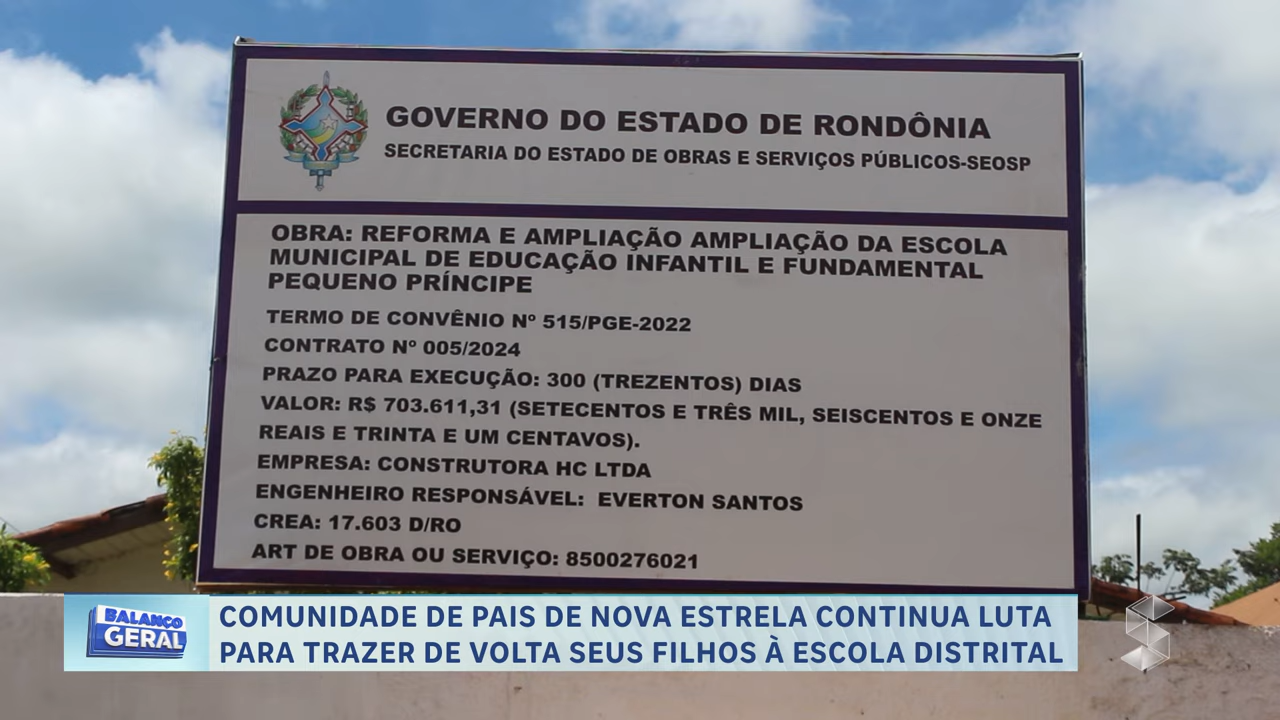 GOVERNO DO ESTADO DE RONDÔNIA
SECRETARIA DO ESTADO DE OBRAS E SERVIÇOS PÚBLICOS-SEOSP
OBRA: REFORMA E AMPLIAÇÃO AMPLIAÇÃO DA ESCOLA
MUNICIPAL DE EDUCAÇÃO INFANTIL E FUNDAMENTAL
PEQUENO PRÍNCIPE
TERMO DE CONVÊNIO Nº 515/PGE-2022
CONTRATO Nº 005/2024
PRAZO PARA EXECUÇÃO: 300 (TREZENTOS) DIAS
VALOR: R$ 703.611,31 (SETECENTOS E TRÊS MIL, SEISCENTOS E ONZE
REAIS E TRINTA E UM CENTAVOS).
EMPRESA: CONSTRUTORA HC LTDA
ENGENHEIRO RESPONSÁVEL: EVERTON SANTOS
CREA: 17.603 D/RO
ART DE OBRA OU SERVIÇO: 8500276021
BALANÇO
GERAL
COMUNIDADE DE PAIS DE NOVA ESTRELA CONTINUA LUTA
PARA TRAZER DE VOLTA SEUS FILHOS À ESCOLA DISTRITAL